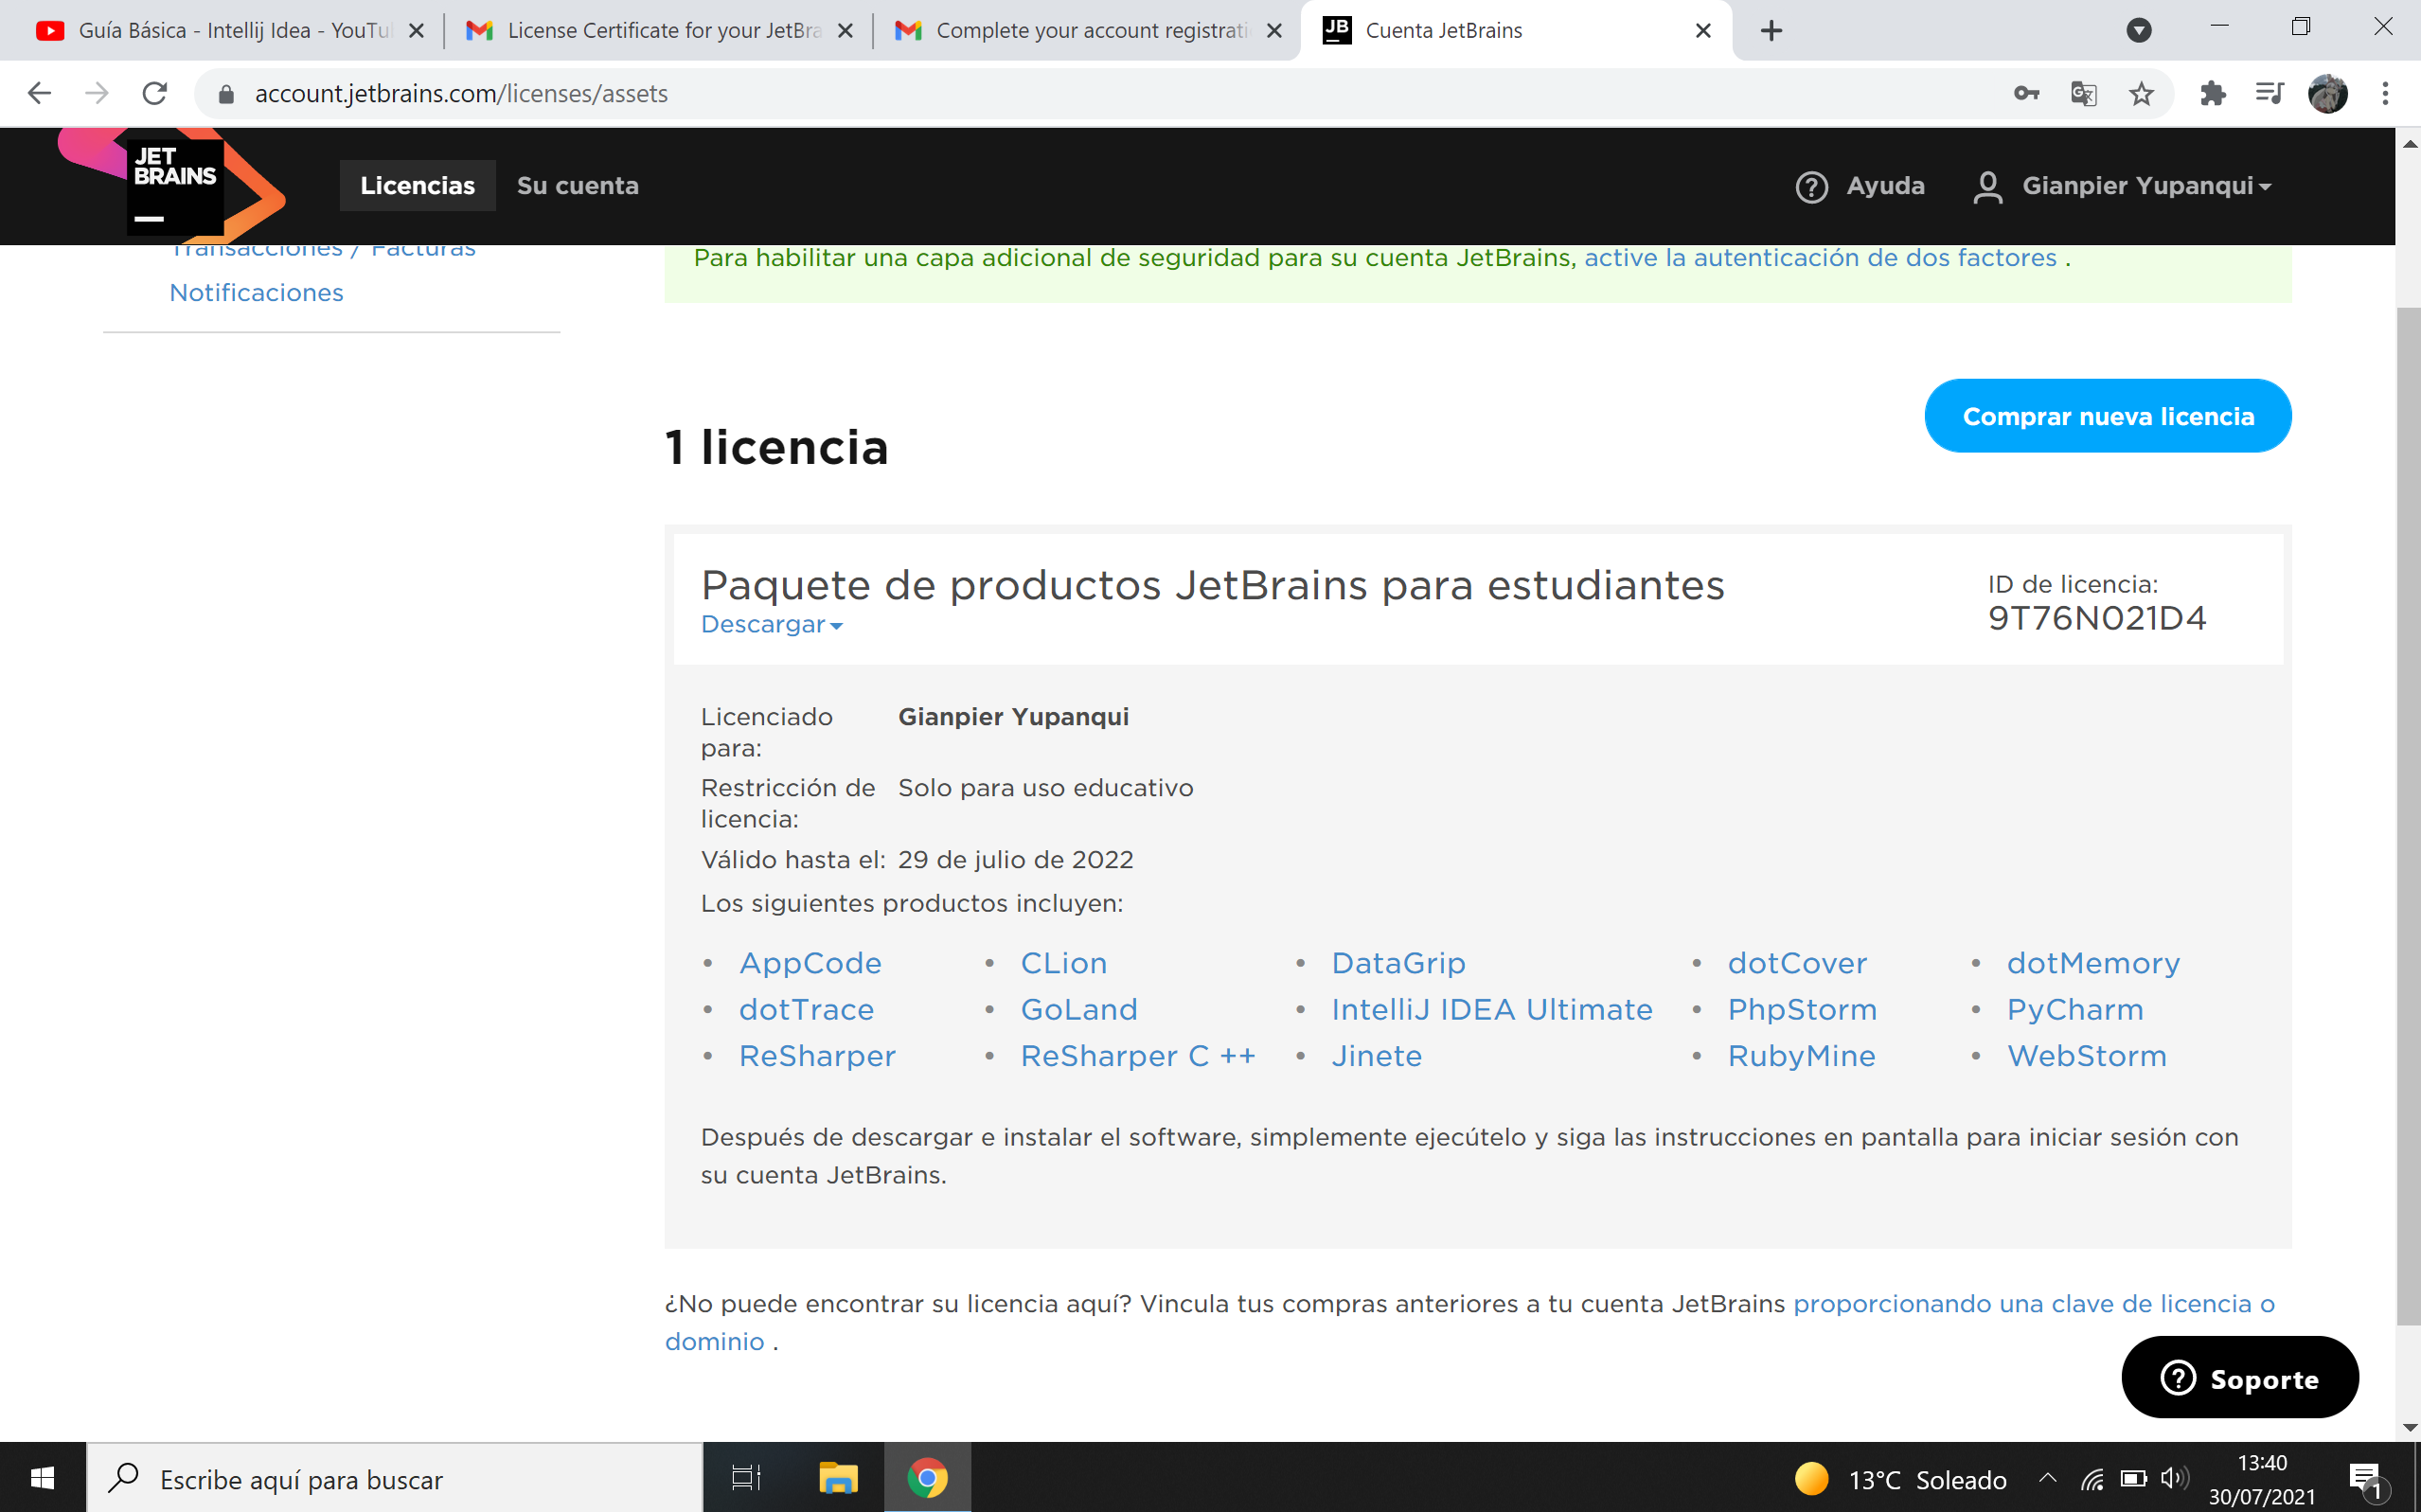 Guía Básica - Intellij Idea - YouTu
License Certificate for your JetBra
Complete your account registrati
JB Cuenta JetBrains
account.jetbrains.com/licenses/assets
JET
BRAINS
Licencias
Su cuenta
Ayuda
Gianpier Yupanqui
Transacciones / Facturas
Notificaciones
Para habilitar una capa adicional de seguridad para su cuenta JetBrains, active la autenticación de dos factores .
Comprar nueva licencia
1 licencia
Paquete de productos JetBrains para estudiantes
Descargar
ID de licencia:
9T76N021D4
Licenciado para: Gianpier Yupanqui
Restricción de licencia: Solo para uso educativo
Válido hasta el: 29 de julio de 2022
Los siguientes productos incluyen:
• AppCode • CLion • DataGrip • dotCover • dotMemory
• dotTrace • GoLand • IntelliJ IDEA Ultimate • PhpStorm • PyCharm
• ReSharper • ReSharper C ++ • Jinete • RubyMine • WebStorm
Después de descargar e instalar el software, simplemente ejecútelo y siga las instrucciones en pantalla para iniciar sesión con
su cuenta JetBrains.
¿No puede encontrar su licencia aquí? Vincula tus compras anteriores a tu cuenta JetBrains proporcionando una clave de licencia o
dominio .
Soporte
Escribe aquí para buscar
13°C Soleado
13:40
30/07/2021
1